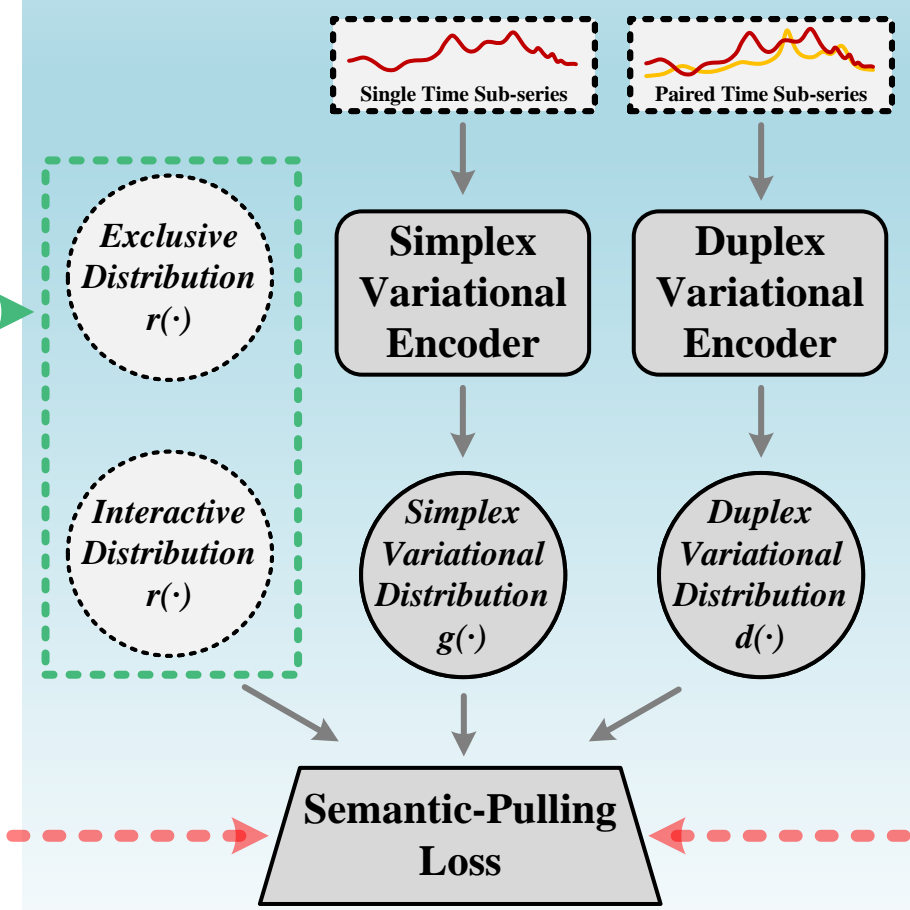 Single Time Sub-series
Paired Time Sub-series
Exclusive
Distribution
r(·)
Simplex
Variational
Encoder
Duplex
Variational
Encoder
Interactive
Distribution
r(·)
Simplex
Variational
Distribution
g(·)
Duplex
Variational
Distribution
d(·)
Semantic-Pulling
Loss